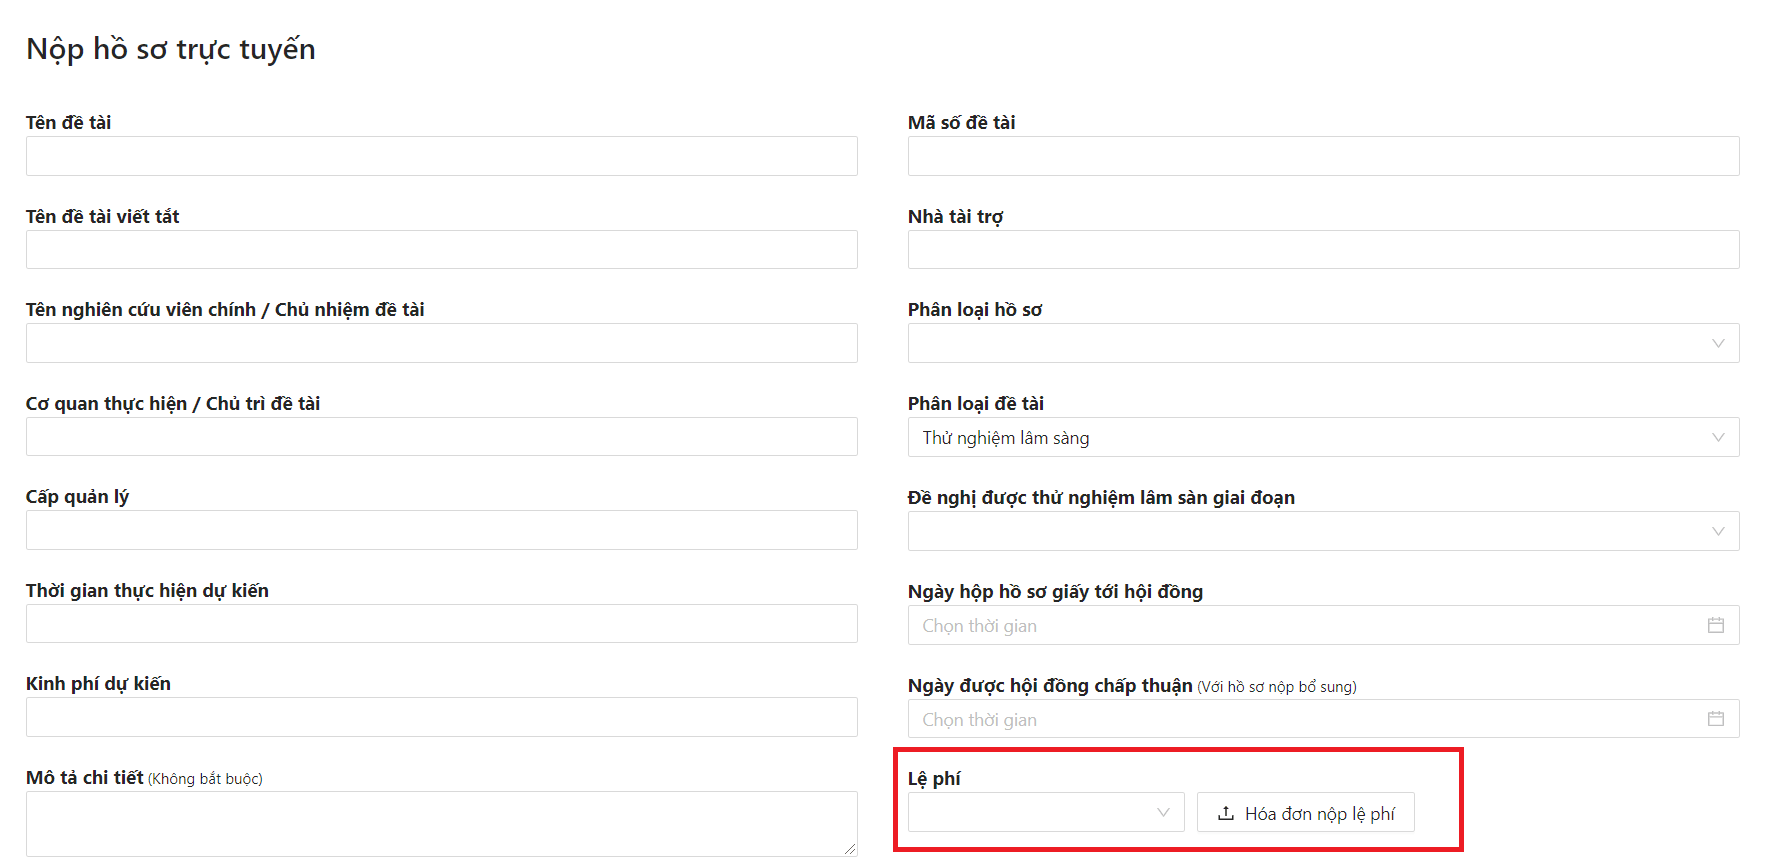 Nộp hồ sơ trực tuyến
Tên đề tài
Mã số đề tài
Tên đề tài viết tắt
Nhà tài trợ
Tên nghiên cứu viên chính / Chủ nhiệm đề tài
Phân loại hồ sơ
Cơ quan thực hiện / Chủ trì đề tài
Phân loại đề tài
Thử nghiệm lâm sàng
Cấp quản lý
Đề nghị được thử nghiệm lâm sàn giai đoạn
Thời gian thực hiện dự kiến
Ngày hộp hồ sơ giấy tới hội đồng
Chọn thời gian
Kinh phí dự kiến
Ngày được hội đồng chấp thuận (Với hồ sơ nộp bổ sung)
Chọn thời gian
Mô tả chi tiết (Không bắt buộc)
Lệ phí
Hóa đơn nộp lệ phí